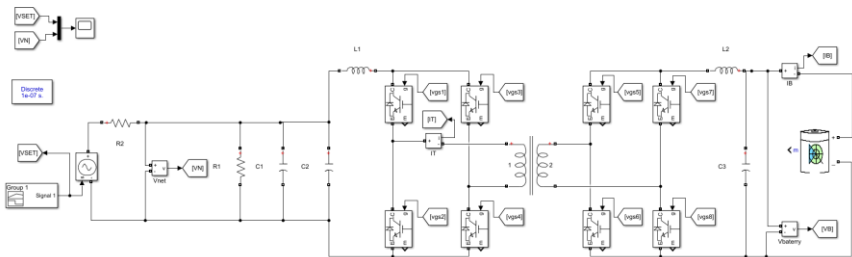 [VSET]
[VN]
Discrete
1e-07 s.
[VSET]
Group 1
Signal 1
R2
Vnet
[VN]
R1
C1
C2
L1
[vgs1]
[vgs3]
[IT]
IT
[vgs2]
[vgs4]
1
2
[vgs5]
[vgs7]
[vgs6]
[vgs8]
L2
C3
IB
[IB]
m
Vbaterry
[VB]